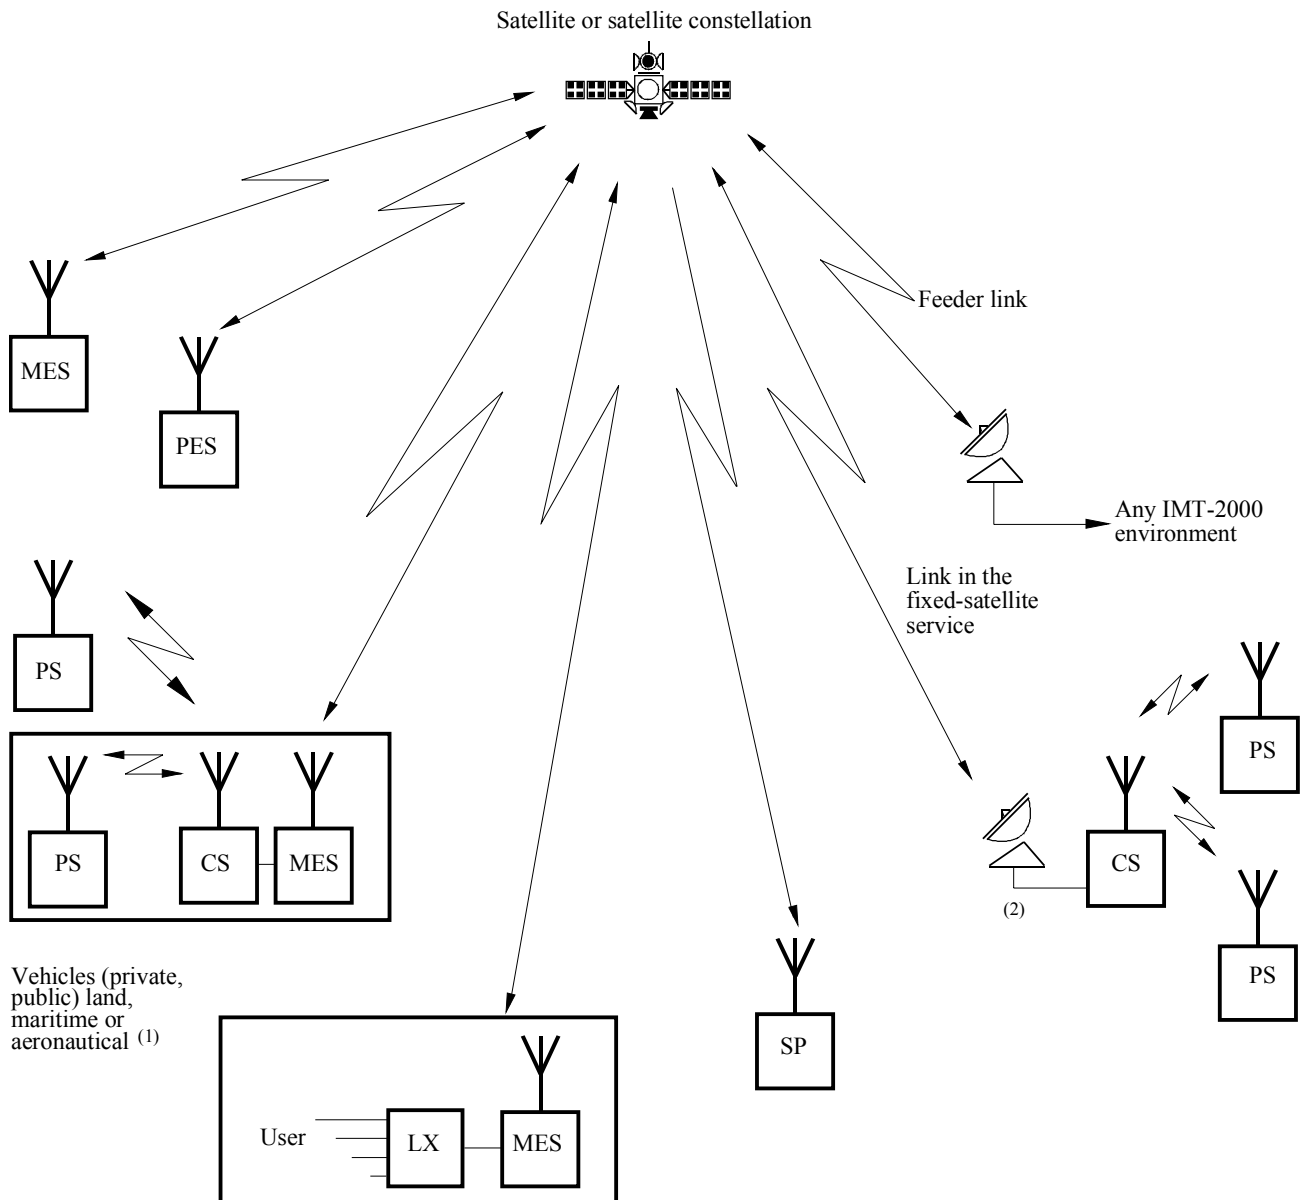 Satellite or satellite constellation
Feeder link
MES
PES
Any IMT-2000
environment
Link in the
fixed-satellite
service
PS
PS
PS
CS
MES
CS
(2)
PS
Vehicles (private,
public) land,
maritime or
aeronautical (1)
SP
User
LX
MES